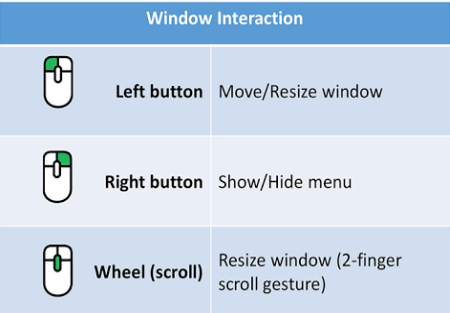 Window Interaction
Left button
Move/Resize window
Right button
Show/Hide menu
Wheel (scroll)
Resize window (2-finger
scroll gesture)